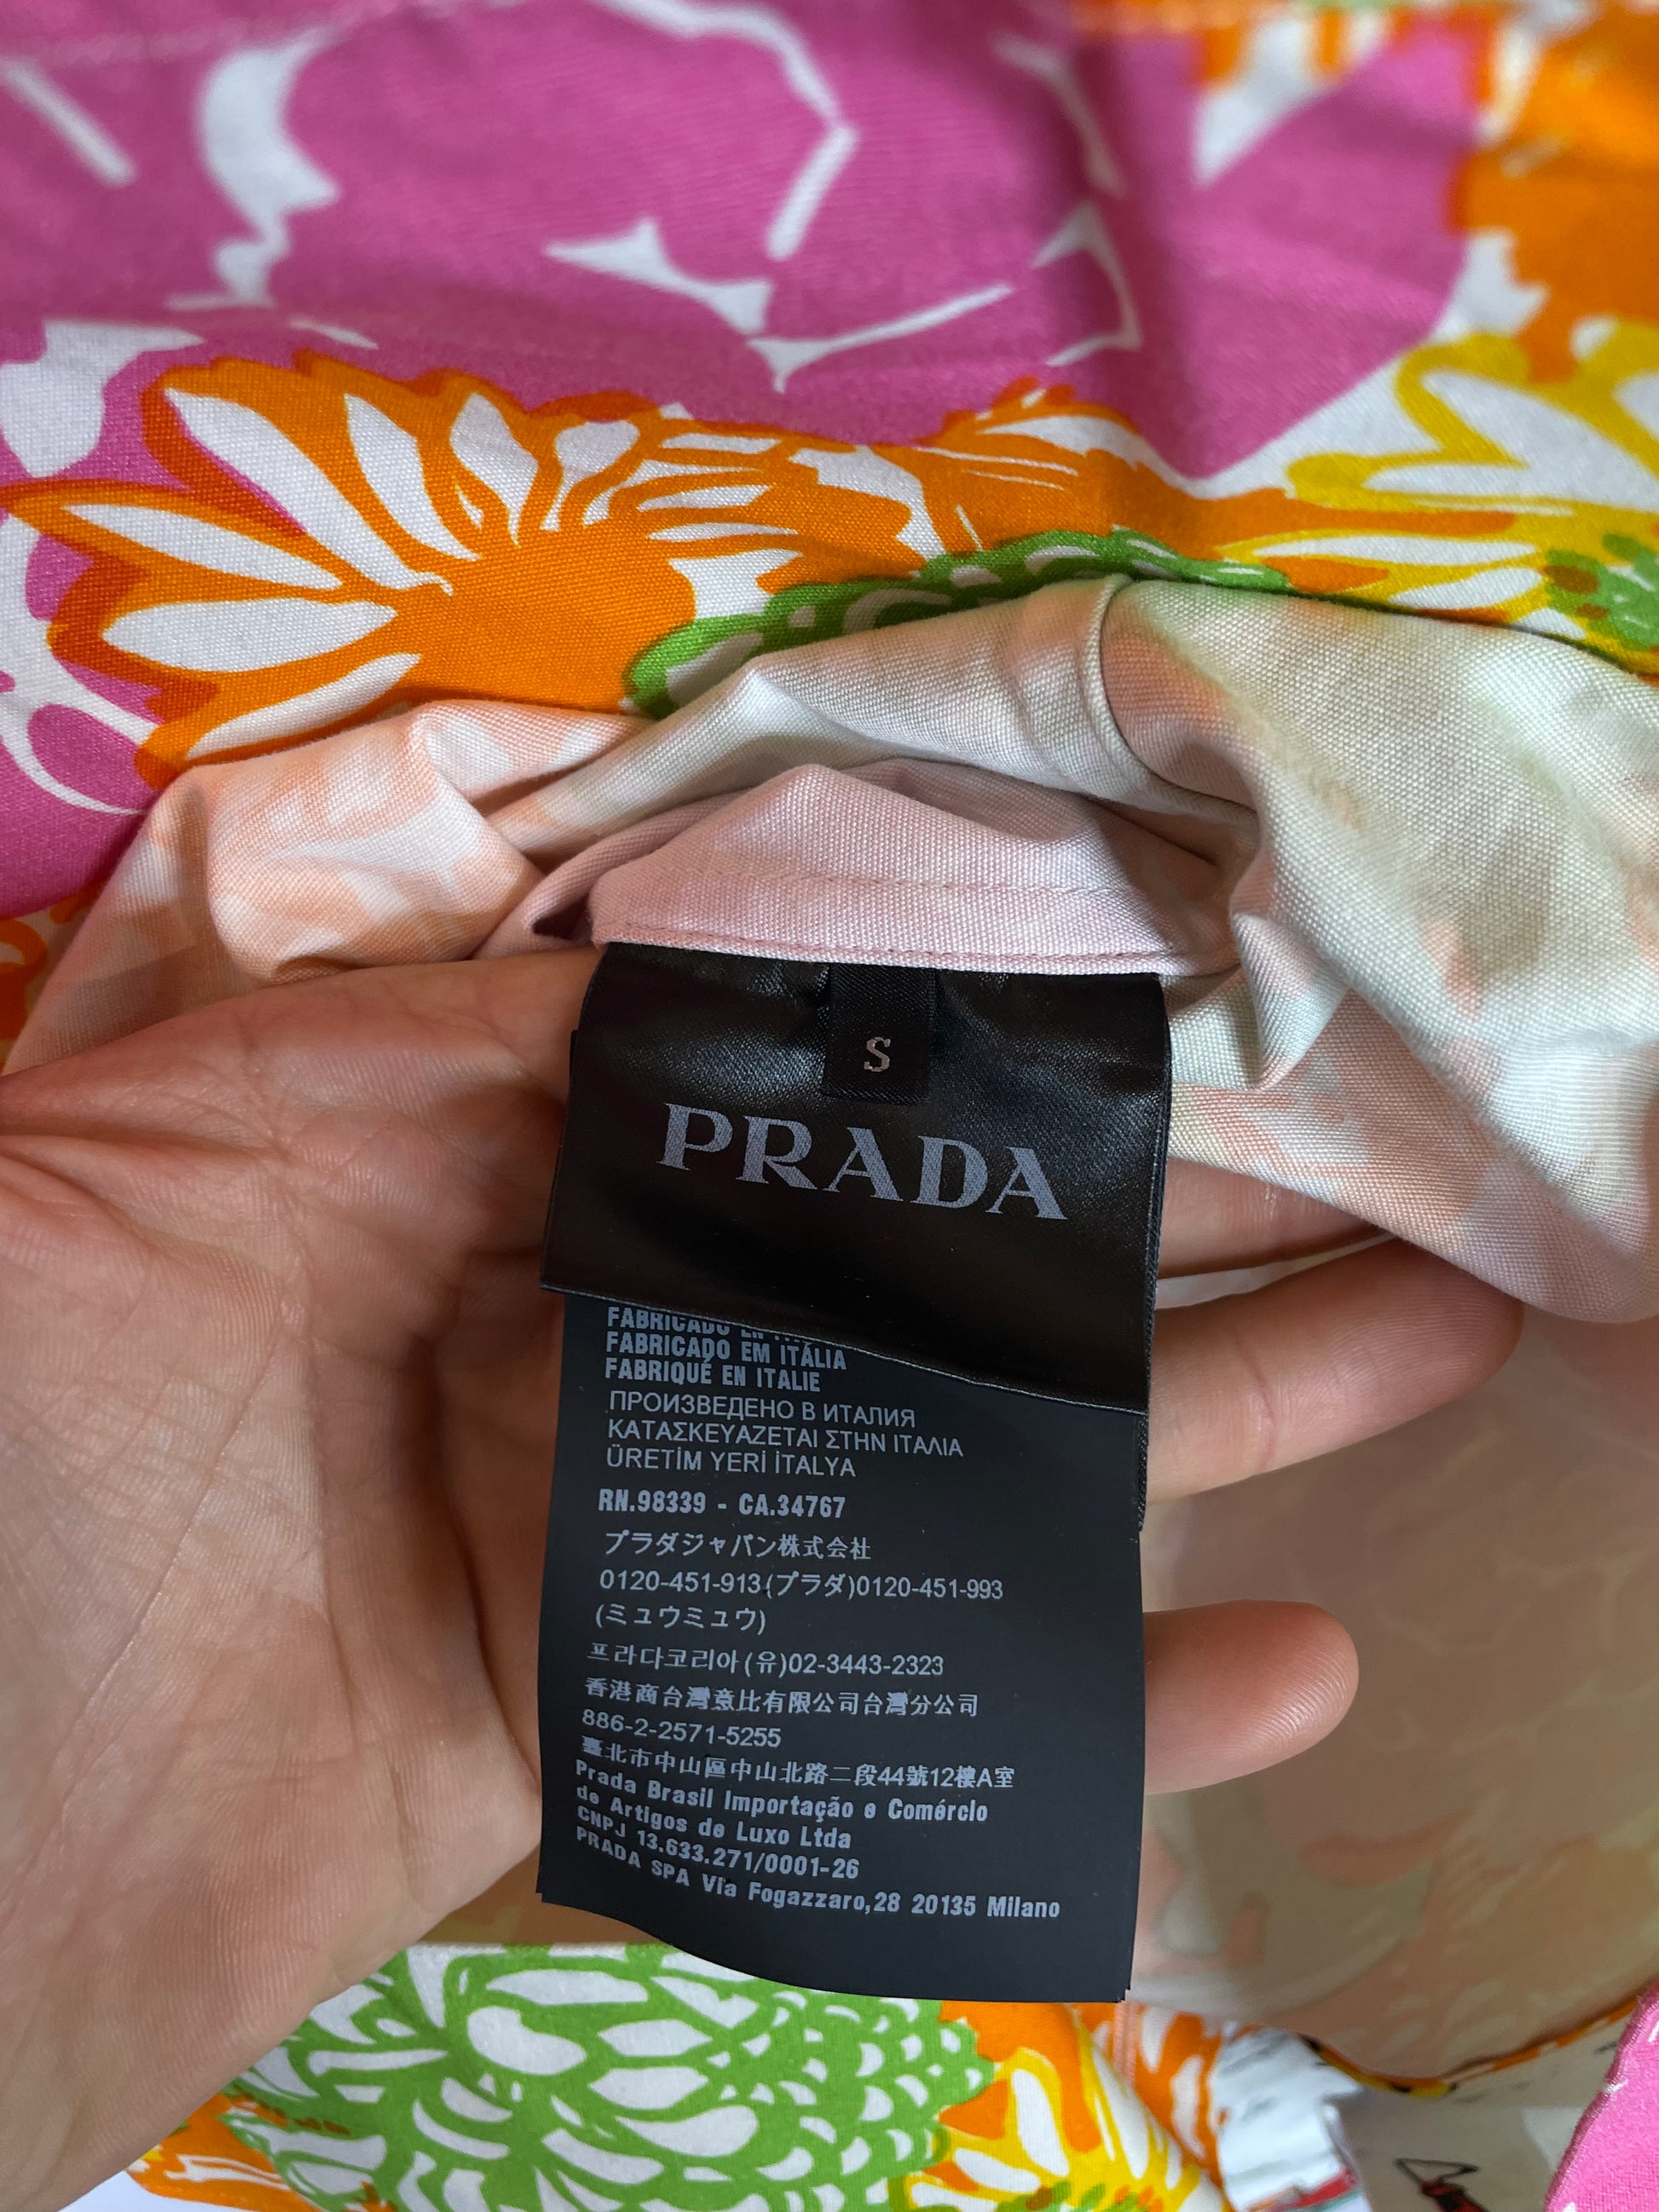 S
PRADA
FABRICADO EN
FABRICADO EM ITÁLIA
FABRIQUÉ EN ITALIE
ПРОИЗВЕДЕНО В ИТАЛИЯ
ΚΑΤΑΣΚΕΥΑΖΕΤΑΙ ΣΤΗΝ ΙΤΑΛΙΑ
ÜRETİM YERİ İTALYA
RN.98339 - CA.34767
プラダジャパン株式会社
0120-451-913(プラダ)0120-451-993
(ミュウミュウ)
프라다코리아(유)02-3443-2323
香港商台灣意比有限公司台灣分公司
886-2-2571-5255
臺北市中山區中山北路二段44號12樓A室
Prada Brasil Importação e Comércio
de Artigos de Luxo Ltda
CNPJ 13.633.271/0001-26
PRADA SPA Via Fogazzaro,28 20135 Milano